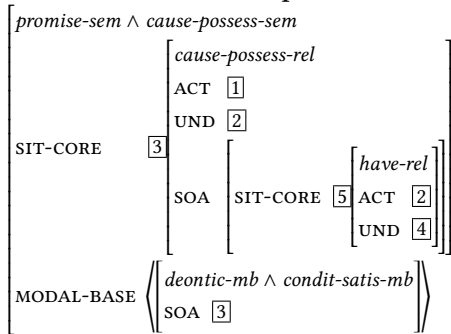 promise-sem ∧ cause-possess-sem
cause-possess-rel
ACT 1
UND 2
SIT-CORE 3
have-rel
SOA SIT-CORE 5 ACT 2
UND 4
deontic-mb ∧ condit-satis-mb
MODAL-BASE
SOA 3